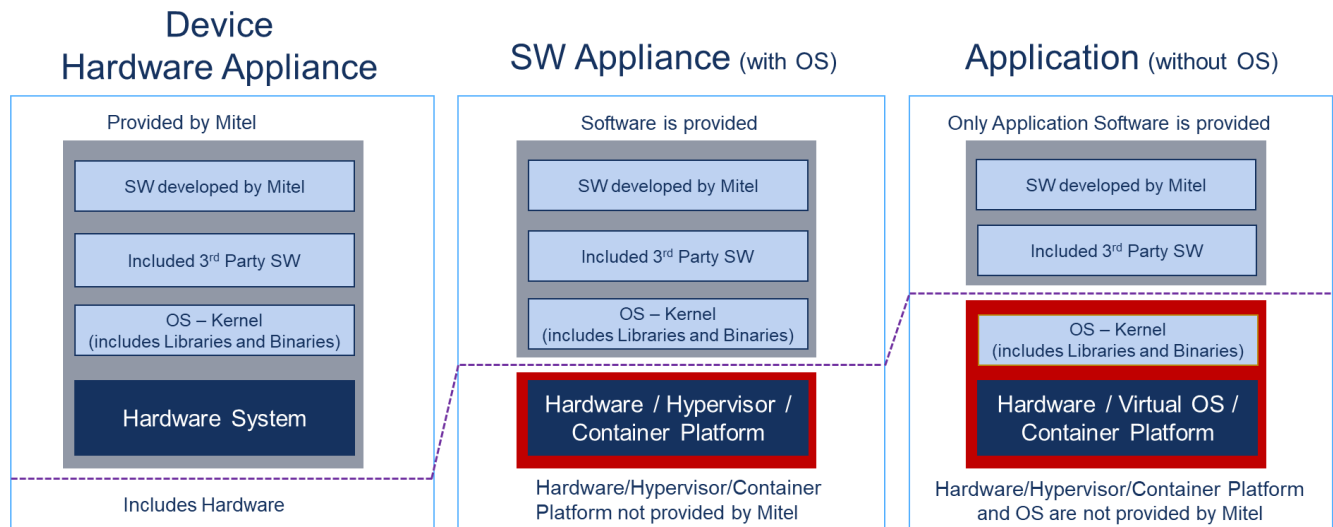 Device
Hardware Appliance
Provided by Mitel
SW developed by Mitel
Included 3rd Party SW
OS – Kernel
(includes Libraries and Binaries)
Hardware System
Includes Hardware
SW Appliance (with OS)
Software is provided
SW developed by Mitel
Included 3rd Party SW
OS – Kernel
(includes Libraries and Binaries)
Hardware / Hypervisor /
Container Platform
Hardware/Hypervisor/Container
Platform not provided by Mitel
Application (without OS)
Only Application Software is provided
SW developed by Mitel
Included 3rd Party SW
OS – Kernel
(includes Libraries and Binaries)
Hardware / Virtual OS /
Container Platform
Hardware/Hypervisor/Container Platform
and OS are not provided by Mitel